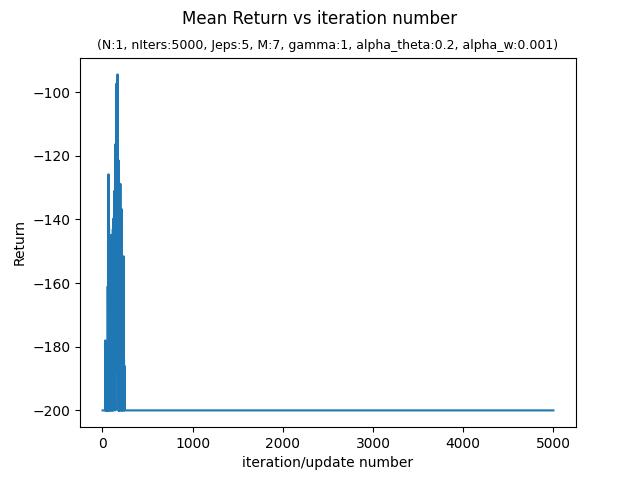 Mean Return vs iteration number
(N:1, nIters:5000, Jeps:5, M:7, gamma:1, alpha_theta:0.2, alpha_w:0.001)
−100
−120
−140
−160
−180
−200
Return
0 1000 2000 3000 4000 5000
iteration/update number